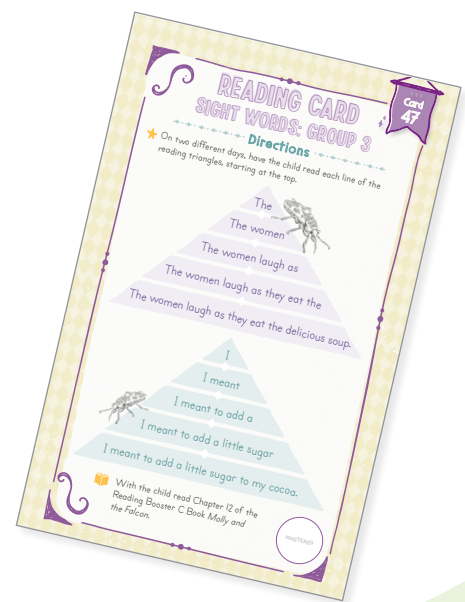 READING CARD
SIGHT WORDS: GROUP 3
Card
47
Directions
On two different days, have the child read each line of the
reading triangles, starting at the top.
The
The women
The women laugh as
The women laugh as they eat the
The women laugh as they eat the delicious soup.
I
I meant
I meant to add a
I meant to add a little sugar
I meant to add a little sugar to my cocoa.
With the child read Chapter 12 of the
Reading Booster C Book Molly and
the Falcon.
MASTERED